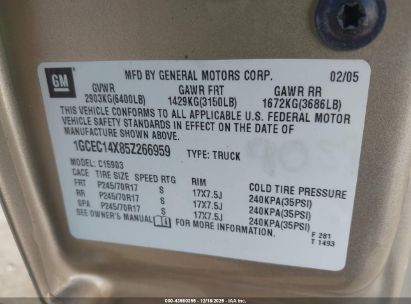 GM
MFD BY GENERAL MOTORS CORP. 02/05
GVWR GAWR FRT GAWR RR
2903KG(6400LB) 1429KG(3150LB) 1672KG(3686LB)
THIS VEHICLE CONFORMS TO ALL APPLICABLE U.S. FEDERAL MOTOR
VEHICLE SAFETY STANDARDS IN EFFECT ON THE DATE OF
MANUFACTURE SHOWN ABOVE.
1GCEC14X85Z266959 TYPE: TRUCK
MODEL: C15903
CACE TIRE SIZE SPEED RTG RIM COLD TIRE PRESSURE
FRT P245/70R17 S 17X7.5J 240KPA(35PSI)
RR P245/70R17 S 17X7.5J 240KPA(35PSI)
SPA P245/70R17 S 17X7.5J 240KPA(35PSI)
SEE OWNER'S MANUAL FOR MORE INFORMATION.
F 281
T 1493